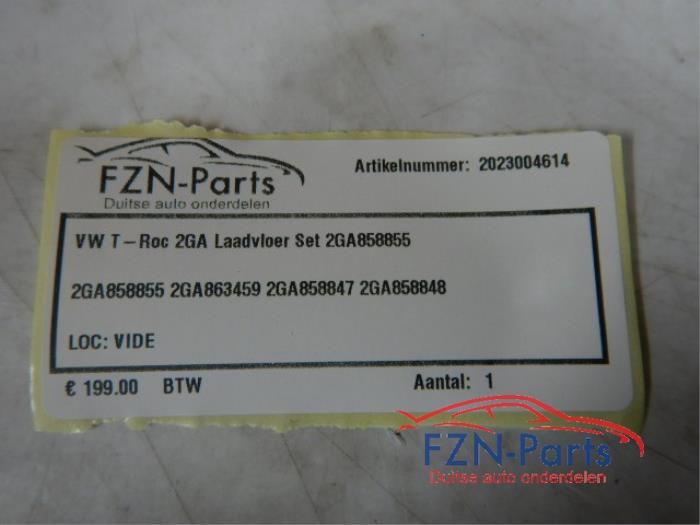 FZN-Parts
Duitse auto onderdelen
Artikelnummer: 2023004614
VW T-Roc 2GA Laadvloer Set 2GA858855
2GA858855 2GA863459 2GA858847 2GA858848
LOC: VIDE
€ 199.00 BTW
Aantal: 1
FZN-Parts
Duitse auto onderdelen